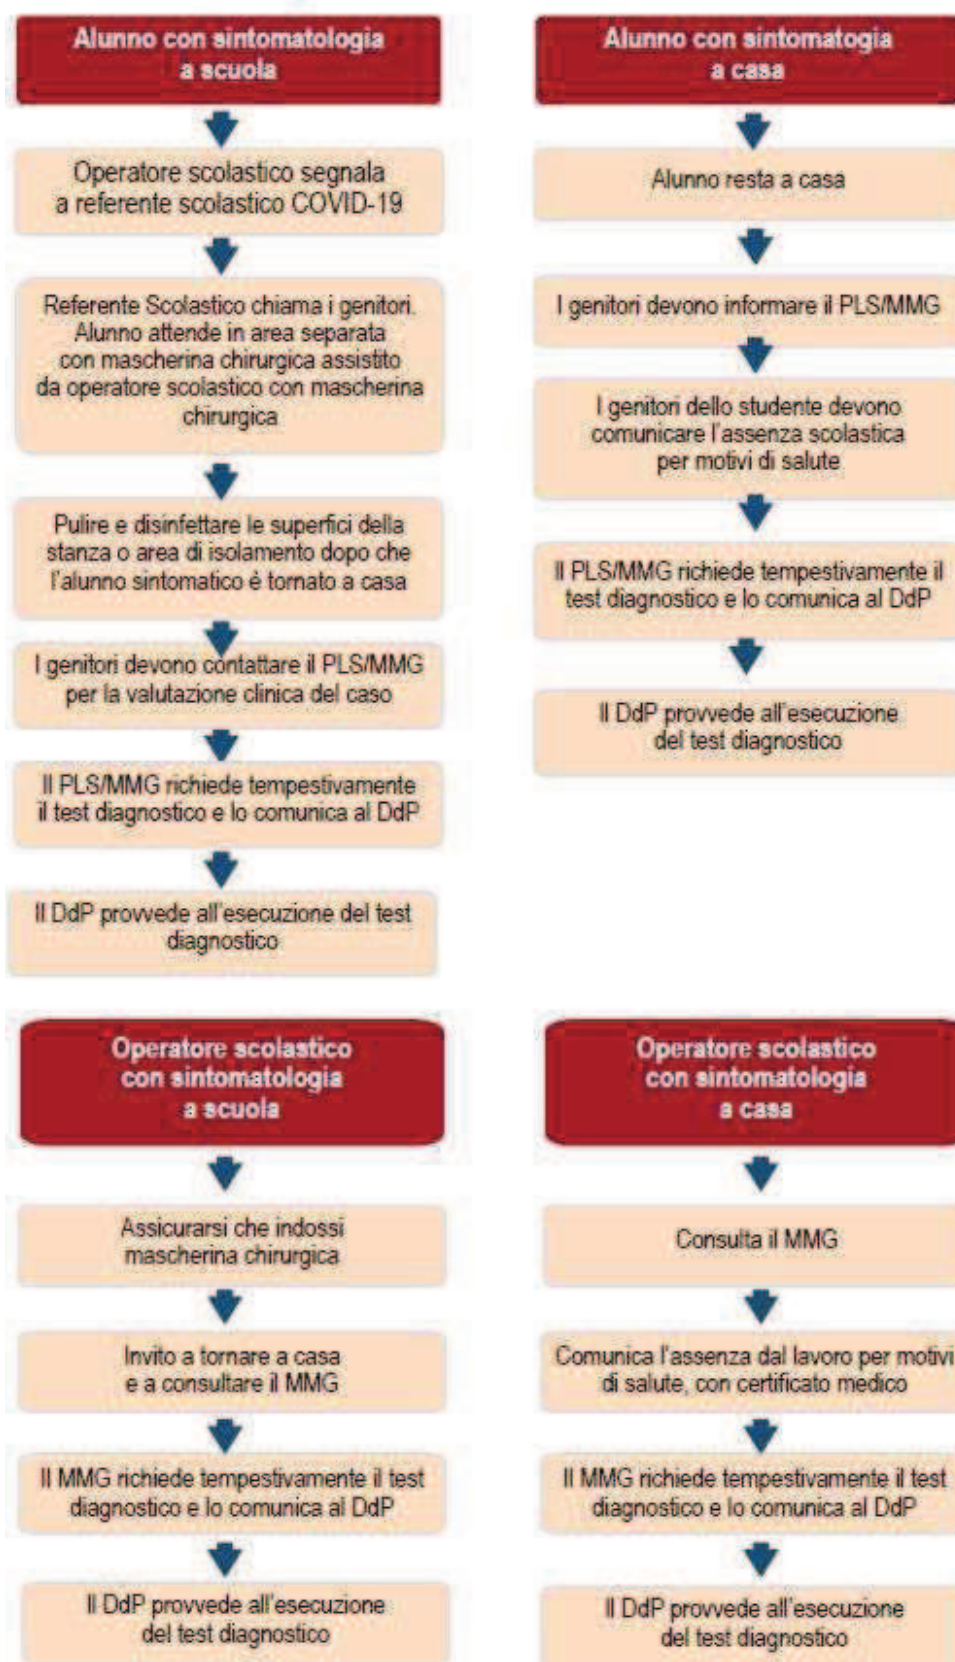 Alunno con sintomatologia
a scuola
Operatore scolastico segnala
a referente scolastico COVID-19
Referente Scolastico chiama i genitori.
Alunno attende in area separata
con mascherina chirurgica assistito
da operatore scolastico con mascherina
chirurgica
Pulire e disinfettare le superfici della
stanza o area di isolamento dopo che
l'alunno sintomatico è tornato a casa
I genitori devono contattare il PLS/MMG
per la valutazione clinica del caso
Il PLS/MMG richiede tempestivamente
il test diagnostico e lo comunica al DdP
Il DdP provvede all'esecuzione del test
diagnostico
Alunno con sintomatogia
a casa
Alunno resta a casa
I genitori devono informare il PLS/MMG
I genitori dello studente devono
comunicare l'assenza scolastica
per motivi di salute
Il PLS/MMG richiede tempestivamente il
test diagnostico e lo comunica al DdP
Il DdP provvede all'esecuzione
del test diagnostico
Operatore scolastico
con sintomatologia
a scuola
Assicurarsi che indossi
mascherina chirurgica
Invito a tornare a casa
e a consultare il MMG
Il MMG richiede tempestivamente il test
diagnostico e lo comunica al DdP
Il DdP provvede all'esecuzione
del test diagnostico
Operatore scolastico
con sintomatologia
a casa
Consulta il MMG
Comunica l'assenza dal lavoro per motivi
di salute, con certificato medico
Il MMG richiede tempestivamente il test
diagnostico e lo comunica al DdP
Il DdP provvede all'esecuzione
del test diagnostico